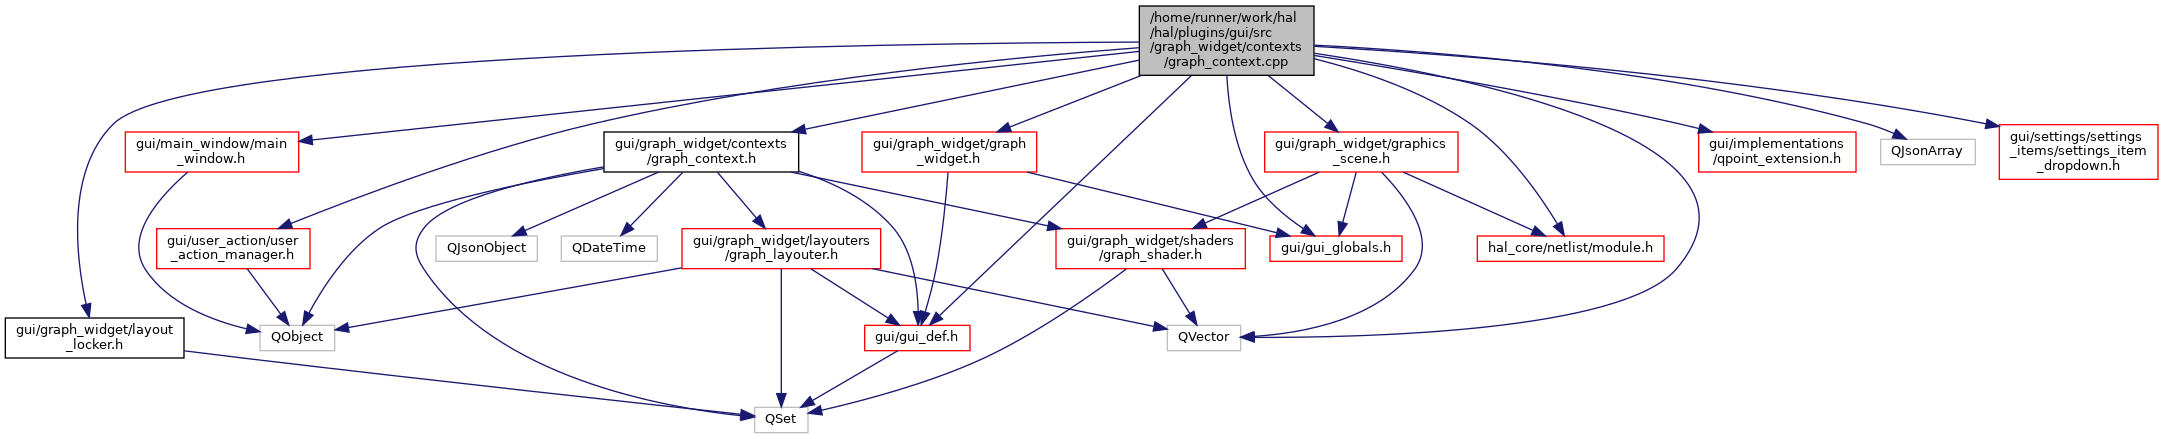 /home/runner/work/hal
/hal/plugins/gui/src
/graph_widget/contexts
/graph_context.cpp
gui/main_window/main
_window.h
gui/graph_widget/contexts
/graph_context.h
gui/graph_widget/graph
_widget.h
gui/graph_widget/graphics
_scene.h
gui/implementations
/qpoint_extension.h
QJsonArray
gui/settings/settings
_items/settings_item
_dropdown.h
gui/user_action/user
_action_manager.h
QJsonObject
QDateTime
gui/graph_widget/layouters
/graph_layouter.h
gui/graph_widget/shaders
/graph_shader.h
gui/gui_globals.h
hal_core/netlist/module.h
gui/graph_widget/layout
_locker.h
QObject
gui/gui_def.h
QVector
QSet